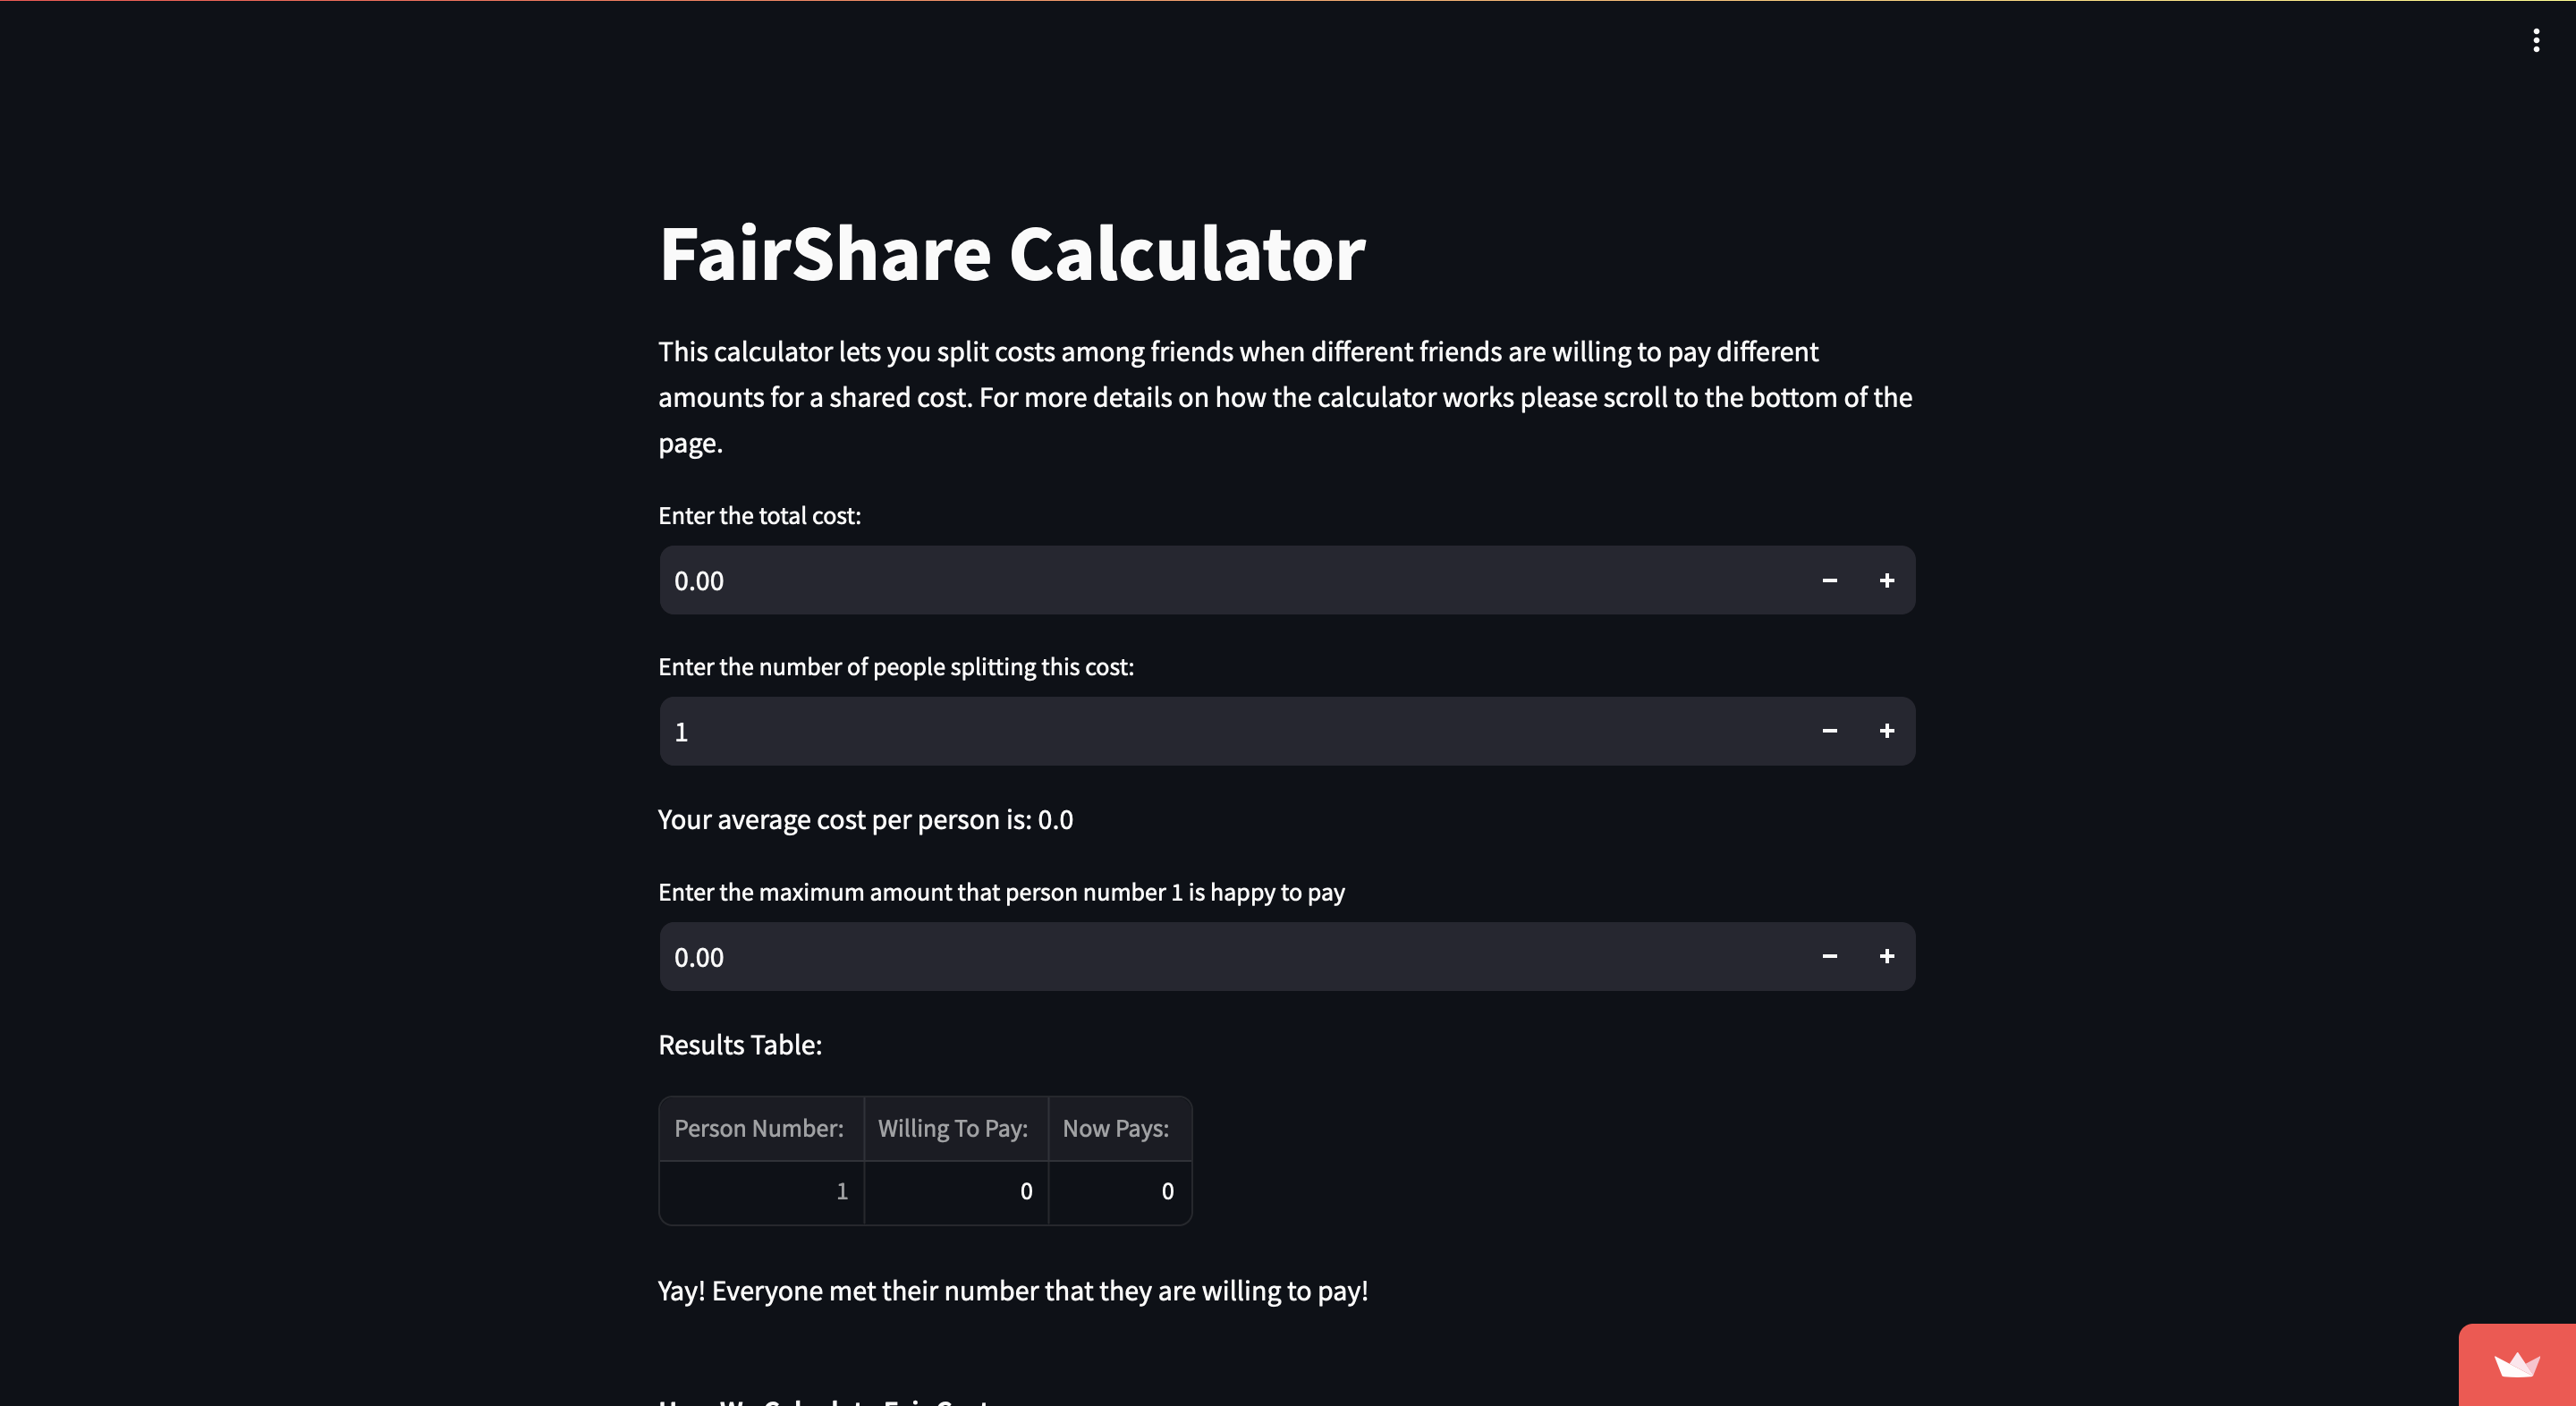 FairShare Calculator
This calculator lets you split costs among friends when different friends are willing to pay different
amounts for a shared cost. For more details on how the calculator works please scroll to the bottom of the
page.
Enter the total cost:
0.00
Enter the number of people splitting this cost:
1
Your average cost per person is: 0.0
Enter the maximum amount that person number 1 is happy to pay
0.00
Results Table:
Person Number: Willing To Pay: Now Pays:
1 0 0
Yay! Everyone met their number that they are willing to pay!